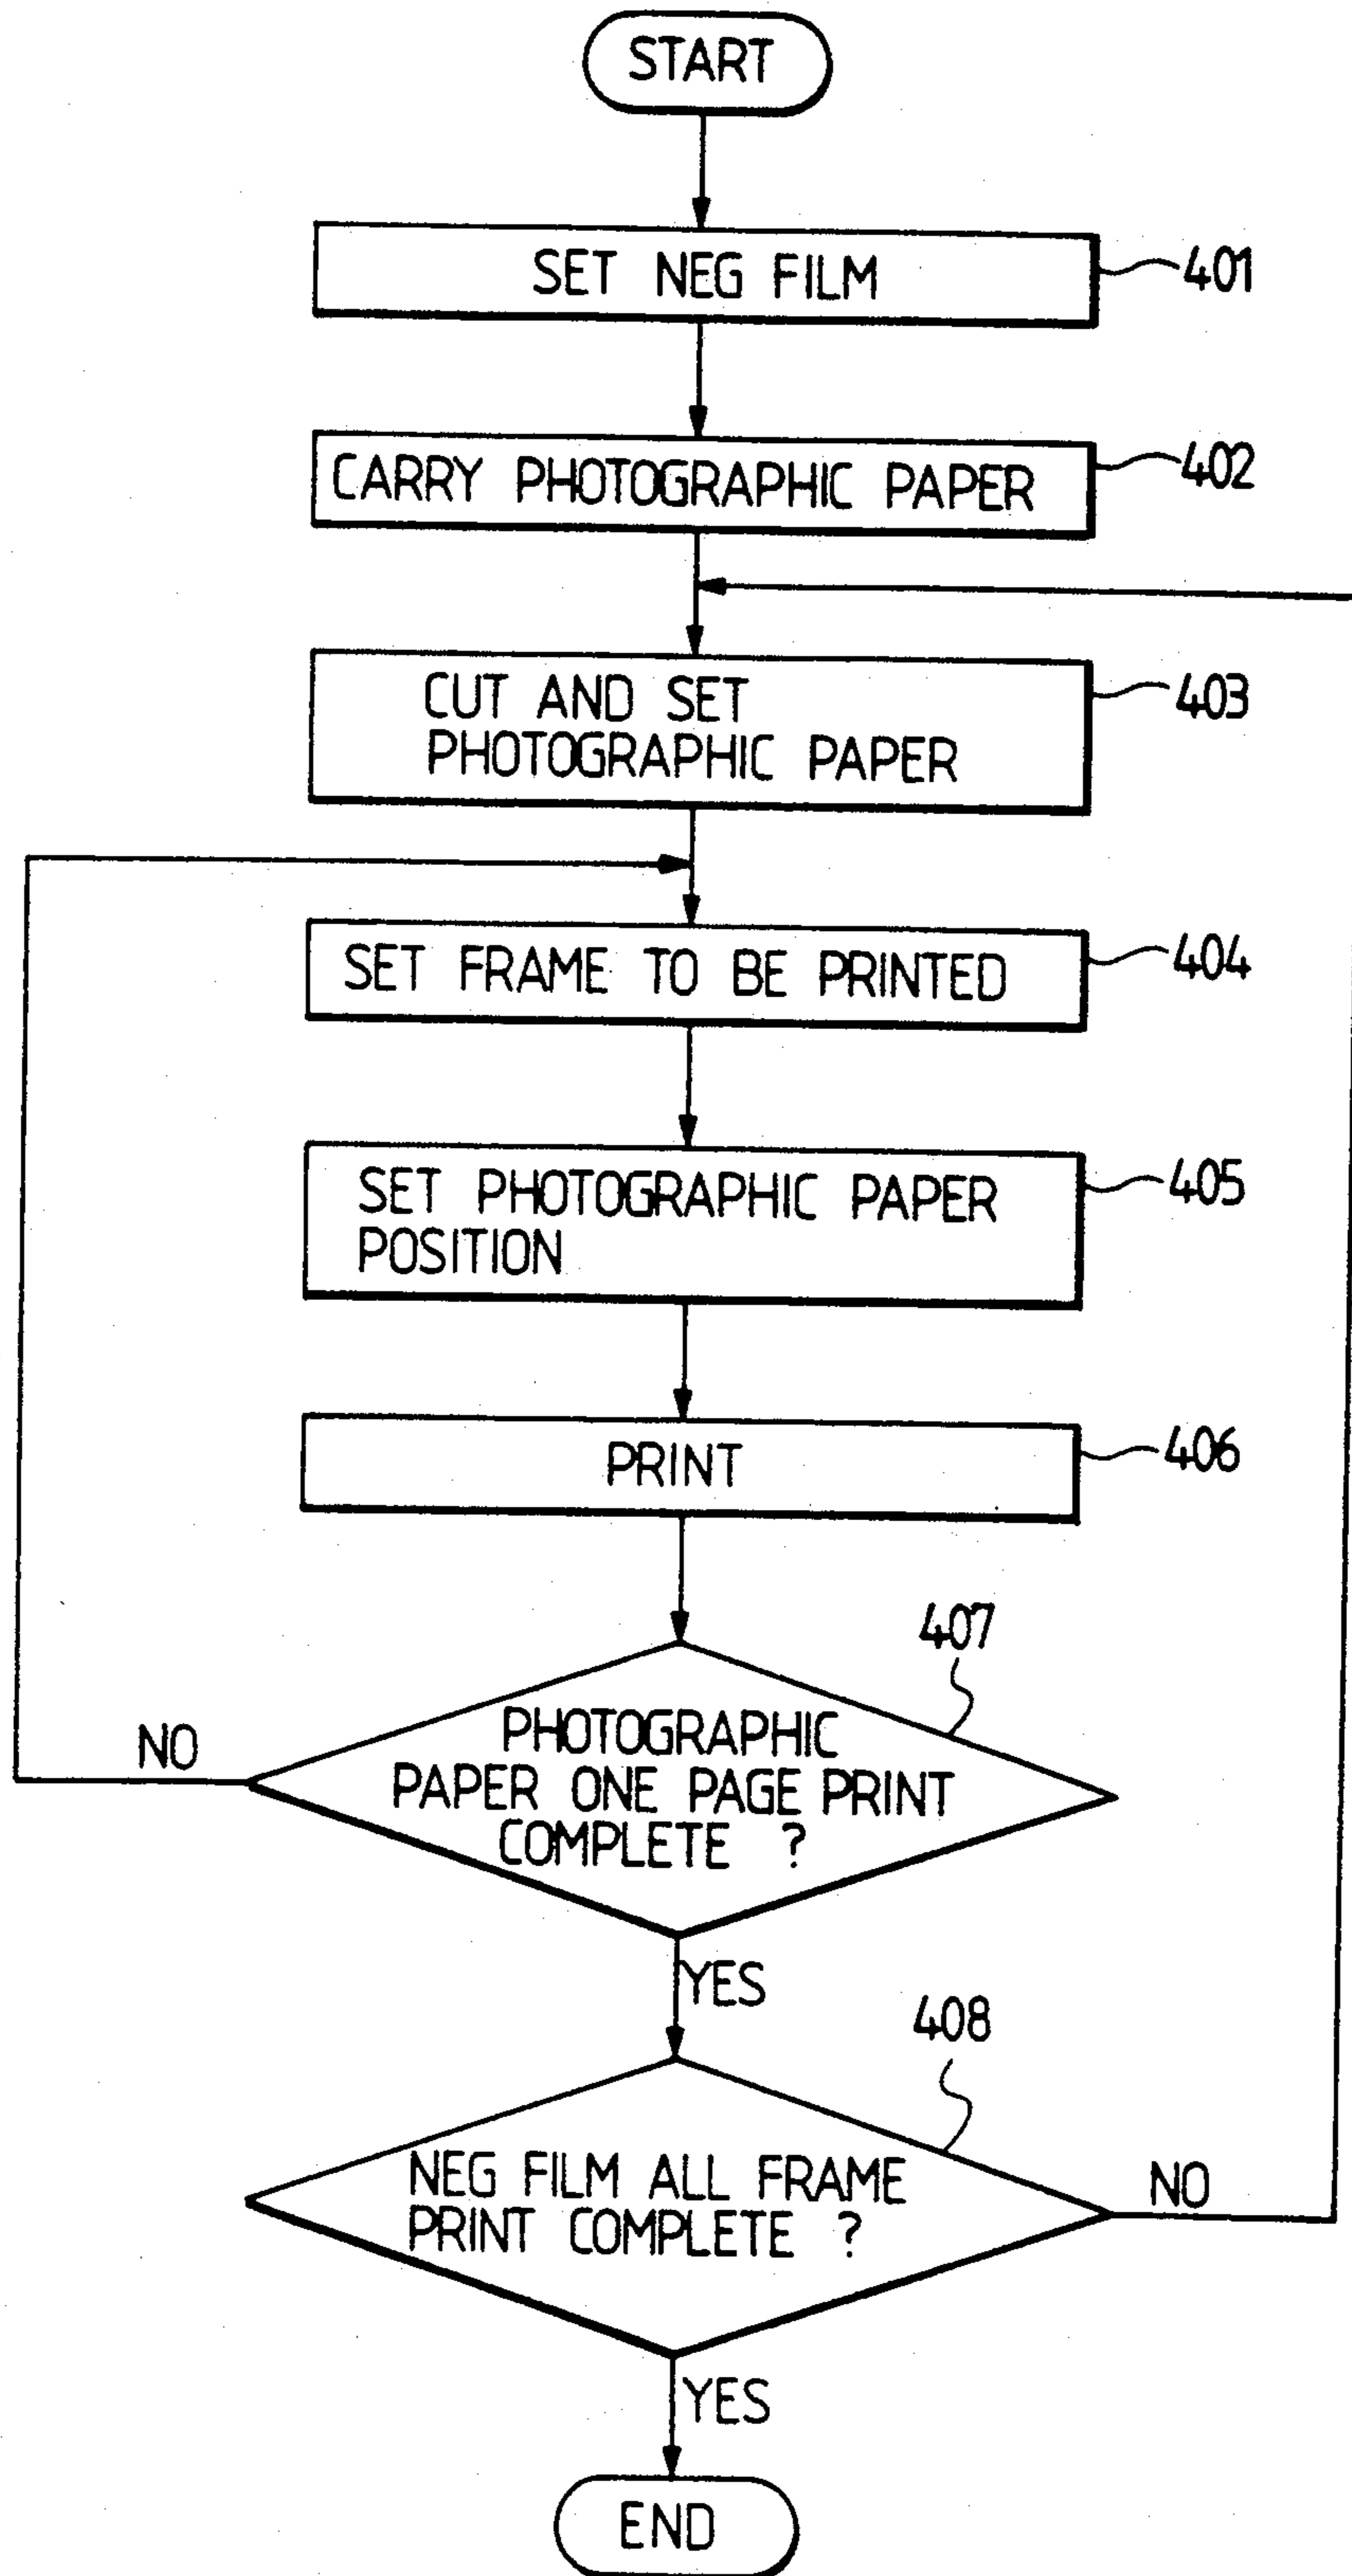 START
SET NEG FILM
401
CARRY PHOTOGRAPHIC PAPER
402
CUT AND SET
PHOTOGRAPHIC PAPER
403
SET FRAME TO BE PRINTED
404
SET PHOTOGRAPHIC PAPER
POSITION
405
PRINT
406
407
PHOTOGRAPHIC
PAPER ONE PAGE PRINT
COMPLETE ?
NO
YES
408
NEG FILM ALL FRAME
PRINT COMPLETE ?
NO
YES
END